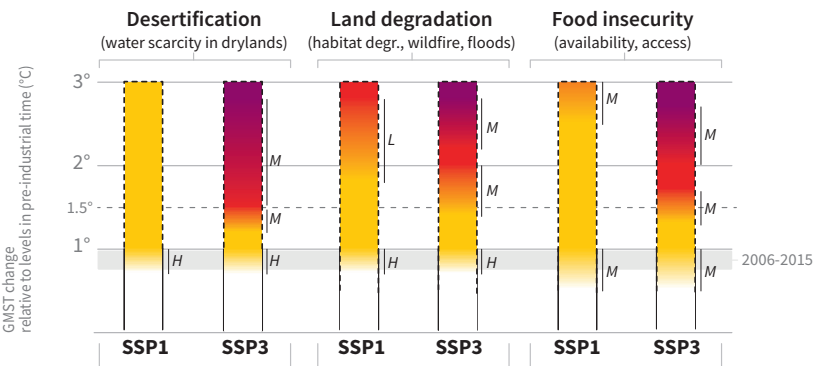 Desertification
(water scarcity in drylands)
Land degradation
(habitat degr., wildfire, floods)
Food insecurity
(availability, access)
GMST change
relative to levels in pre-industrial time (°C)
3°
2°
1.5°
1°
M
M
H
H
L
H
M
M
H
M
M
M
M
M
2006-2015
SSP1
SSP3
SSP1
SSP3
SSP1
SSP3